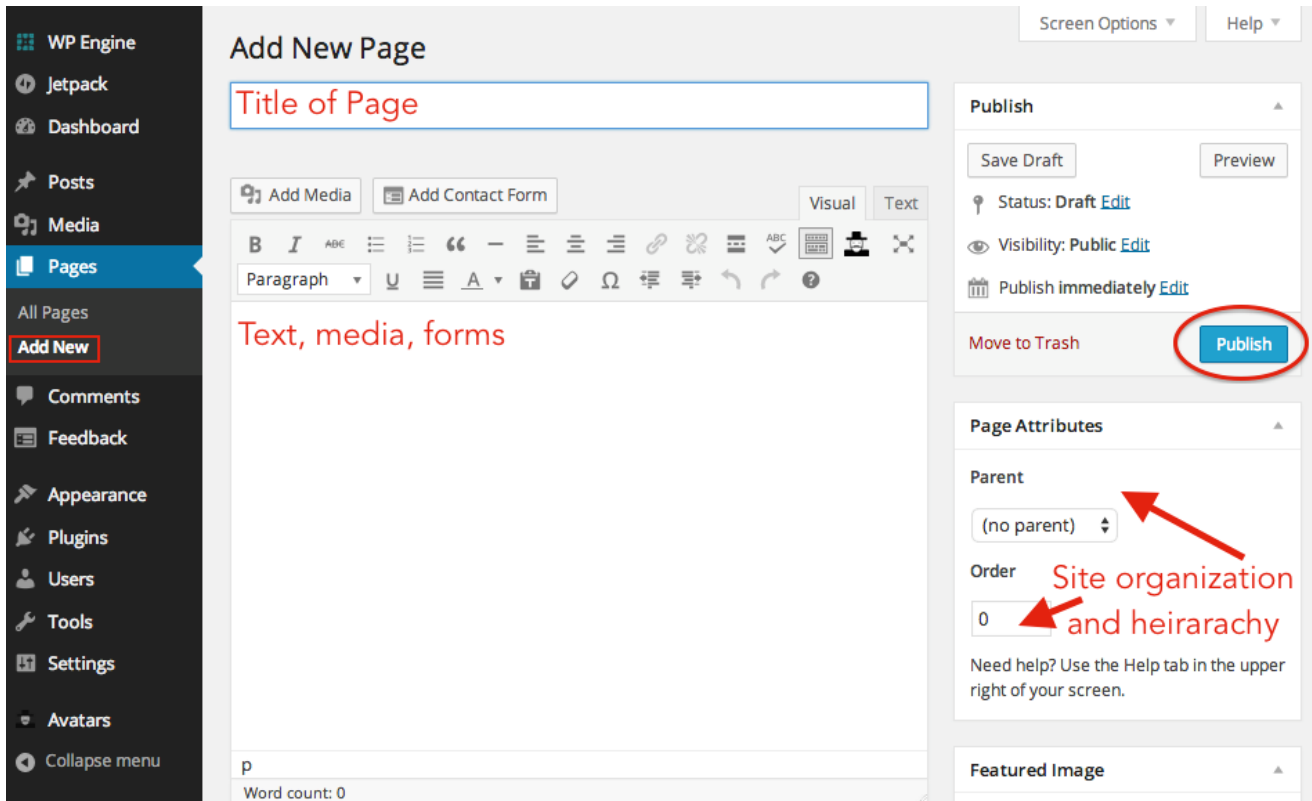 WP Engine
Jetpack
Dashboard
Posts
Media
Pages
All Pages
Add New
Comments
Feedback
Appearance
Plugins
Users
Tools
Settings
Avatars
Collapse menu
Screen Options
Help
Add New Page
Title of Page
Add Media
Add Contact Form
Visual
Text
B I ABE
ABC
Paragraph U A Ω
Text, media, forms
p
Word count: 0
Publish
Save Draft
Preview
Status: Draft Edit
Visibility: Public Edit
Publish immediately Edit
Move to Trash
Publish
Page Attributes
Parent
(no parent)
Order
0
Site organization
and heirarachy
Need help? Use the Help tab in the upper
right of your screen.
Featured Image